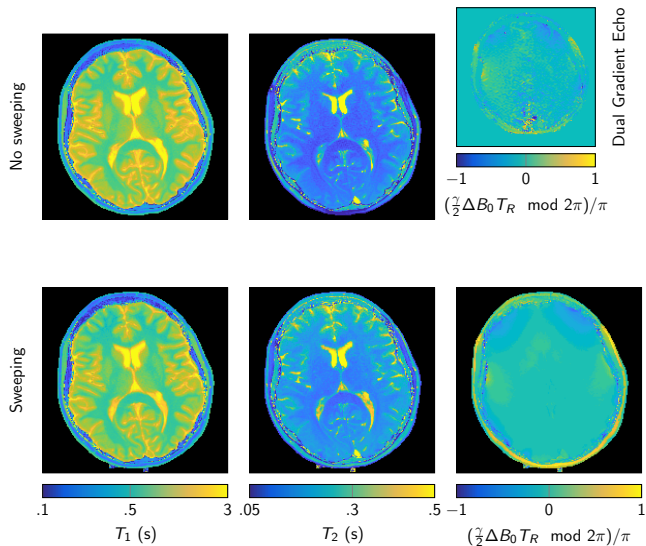 No sweeping
Dual Gradient Echo
−1 0 1
(γ/2 ΔB₀T_R mod 2π)/π
Sweeping
.1 .5 3
T₁ (s)
.05 .3 .5
T₂ (s)
−1 0 1
(γ/2 ΔB₀T_R mod 2π)/π